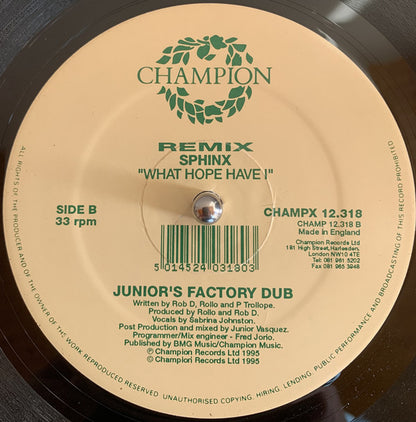 CHAMPION
REMIX
SPHINX
"WHAT HOPE HAVE I"
SIDE B
33 rpm
CHAMPX 12.318
CHAMP 12.318 B
Made in England
Champion Records Ltd
181 High Street, Harlesden,
London NW10 4TE
Tel: 081 961 5202
Fax 081 965 3948
5 014524 031803
JUNIOR'S FACTORY DUB
Written by Rob D, Rollo and P Trollope.
Produced by Rollo and Rob D.
Vocals by Sabrina Johnston.
Post Production and mixed by Junior Vasquez.
Programmer/Mix engineer - Fred Jorio.
Published by BMG Music/Champion Music.
℗ Champion Records Ltd 1995
© Champion Records Ltd 1995
ALL RIGHTS OF THE PRODUCER AND OF THE OWNER OF THE WORK REPRODUCED RESERVED. UNAUTHORISED COPYING, HIRING, LENDING, PUBLIC PERFORMANCE AND BROADCASTING OF THIS RECORD PROHIBITED.